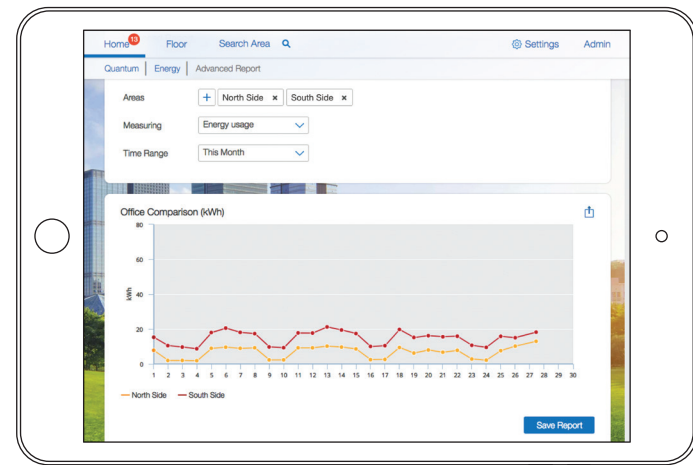 Home 13 Floor Search Area Settings Admin
Quantum Energy Advanced Report
Areas + North Side × South Side ×
Measuring Energy usage
Time Range This Month
Office Comparison (kWh)
80
60
40
20
0
kWh
1 2 3 4 5 6 7 8 9 10 11 12 13 14 15 16 17 18 19 20 21 22 23 24 25 26 27 28 29 30
North Side South Side
Save Report